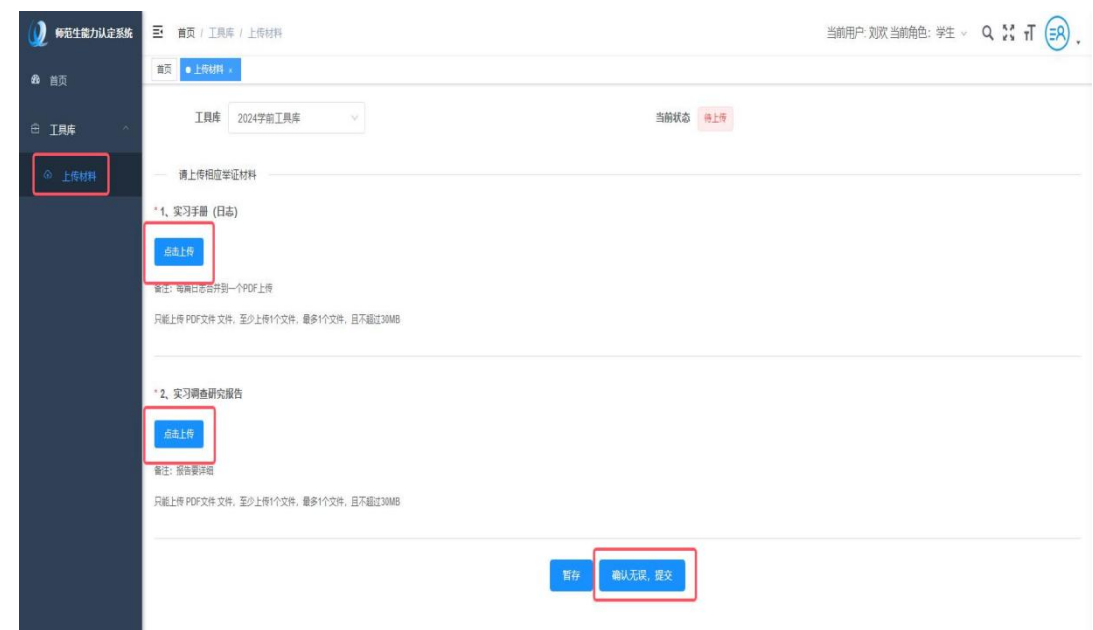 师范生能力认定系统
首页 / 工具库 / 上传材料
当前用户: 刘欢 当前角色: 学生
首页
上传材料 ×
首页
工具库
上传材料
工具库 2024学前工具库
当前状态 待上传
请上传相应举证材料
* 1、实习手册 (日志)
点击上传
备注: 每篇日志合并到一个PDF上传
只能上传 PDF文件 文件, 至少上传1个文件, 最多1个文件, 且不超过30MB
* 2、实习调查研究报告
点击上传
备注: 报告要详细
只能上传 PDF文件 文件, 至少上传1个文件, 最多1个文件, 且不超过30MB
暂存
确认无误, 提交